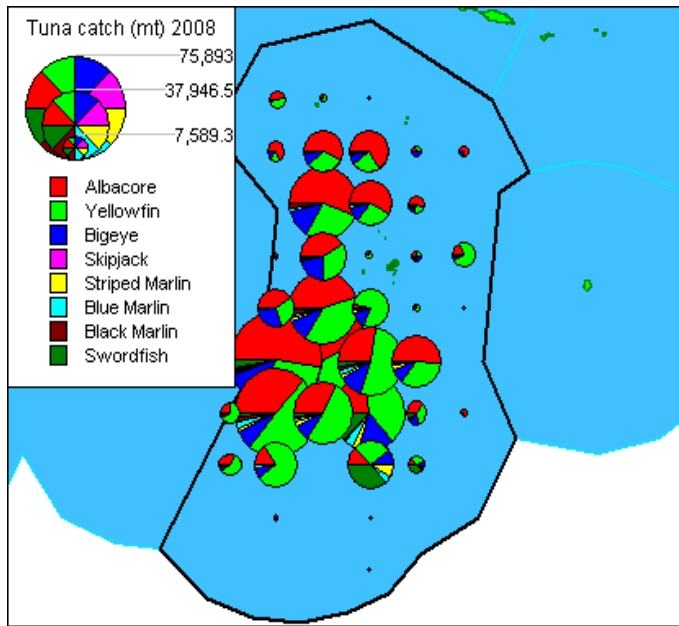 Tuna catch (mt) 2008
75,893
37,946.5
7,589.3
Albacore
Yellowfin
Bigeye
Skipjack
Striped Marlin
Blue Marlin
Black Marlin
Swordfish